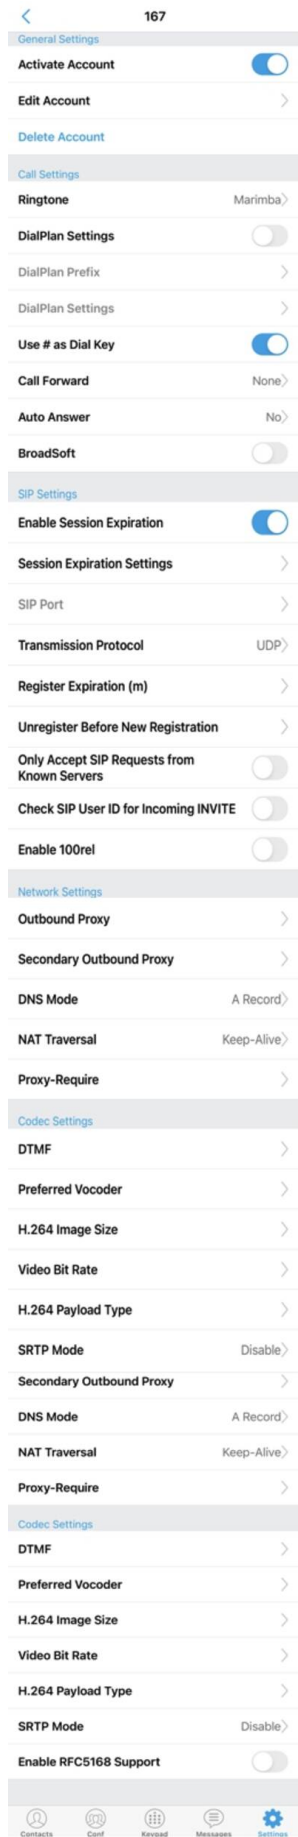 167
General Settings
Activate Account
Edit Account
Delete Account
Call Settings
Ringtone Marimba
DialPlan Settings
DialPlan Prefix
DialPlan Settings
Use # as Dial Key
Call Forward None
Auto Answer No
BroadSoft
SIP Settings
Enable Session Expiration
Session Expiration Settings
SIP Port
Transmission Protocol UDP
Register Expiration (m)
Unregister Before New Registration
Only Accept SIP Requests from
Known Servers
Check SIP User ID for Incoming INVITE
Enable 100rel
Network Settings
Outbound Proxy
Secondary Outbound Proxy
DNS Mode A Record
NAT Traversal Keep-Alive
Proxy-Require
Codec Settings
DTMF
Preferred Vocoder
H.264 Image Size
Video Bit Rate
H.264 Payload Type
SRTP Mode Disable
Secondary Outbound Proxy
DNS Mode A Record
NAT Traversal Keep-Alive
Proxy-Require
Codec Settings
DTMF
Preferred Vocoder
H.264 Image Size
Video Bit Rate
H.264 Payload Type
SRTP Mode Disable
Enable RFC5168 Support
Contacts Conf Keypad Messages Settings